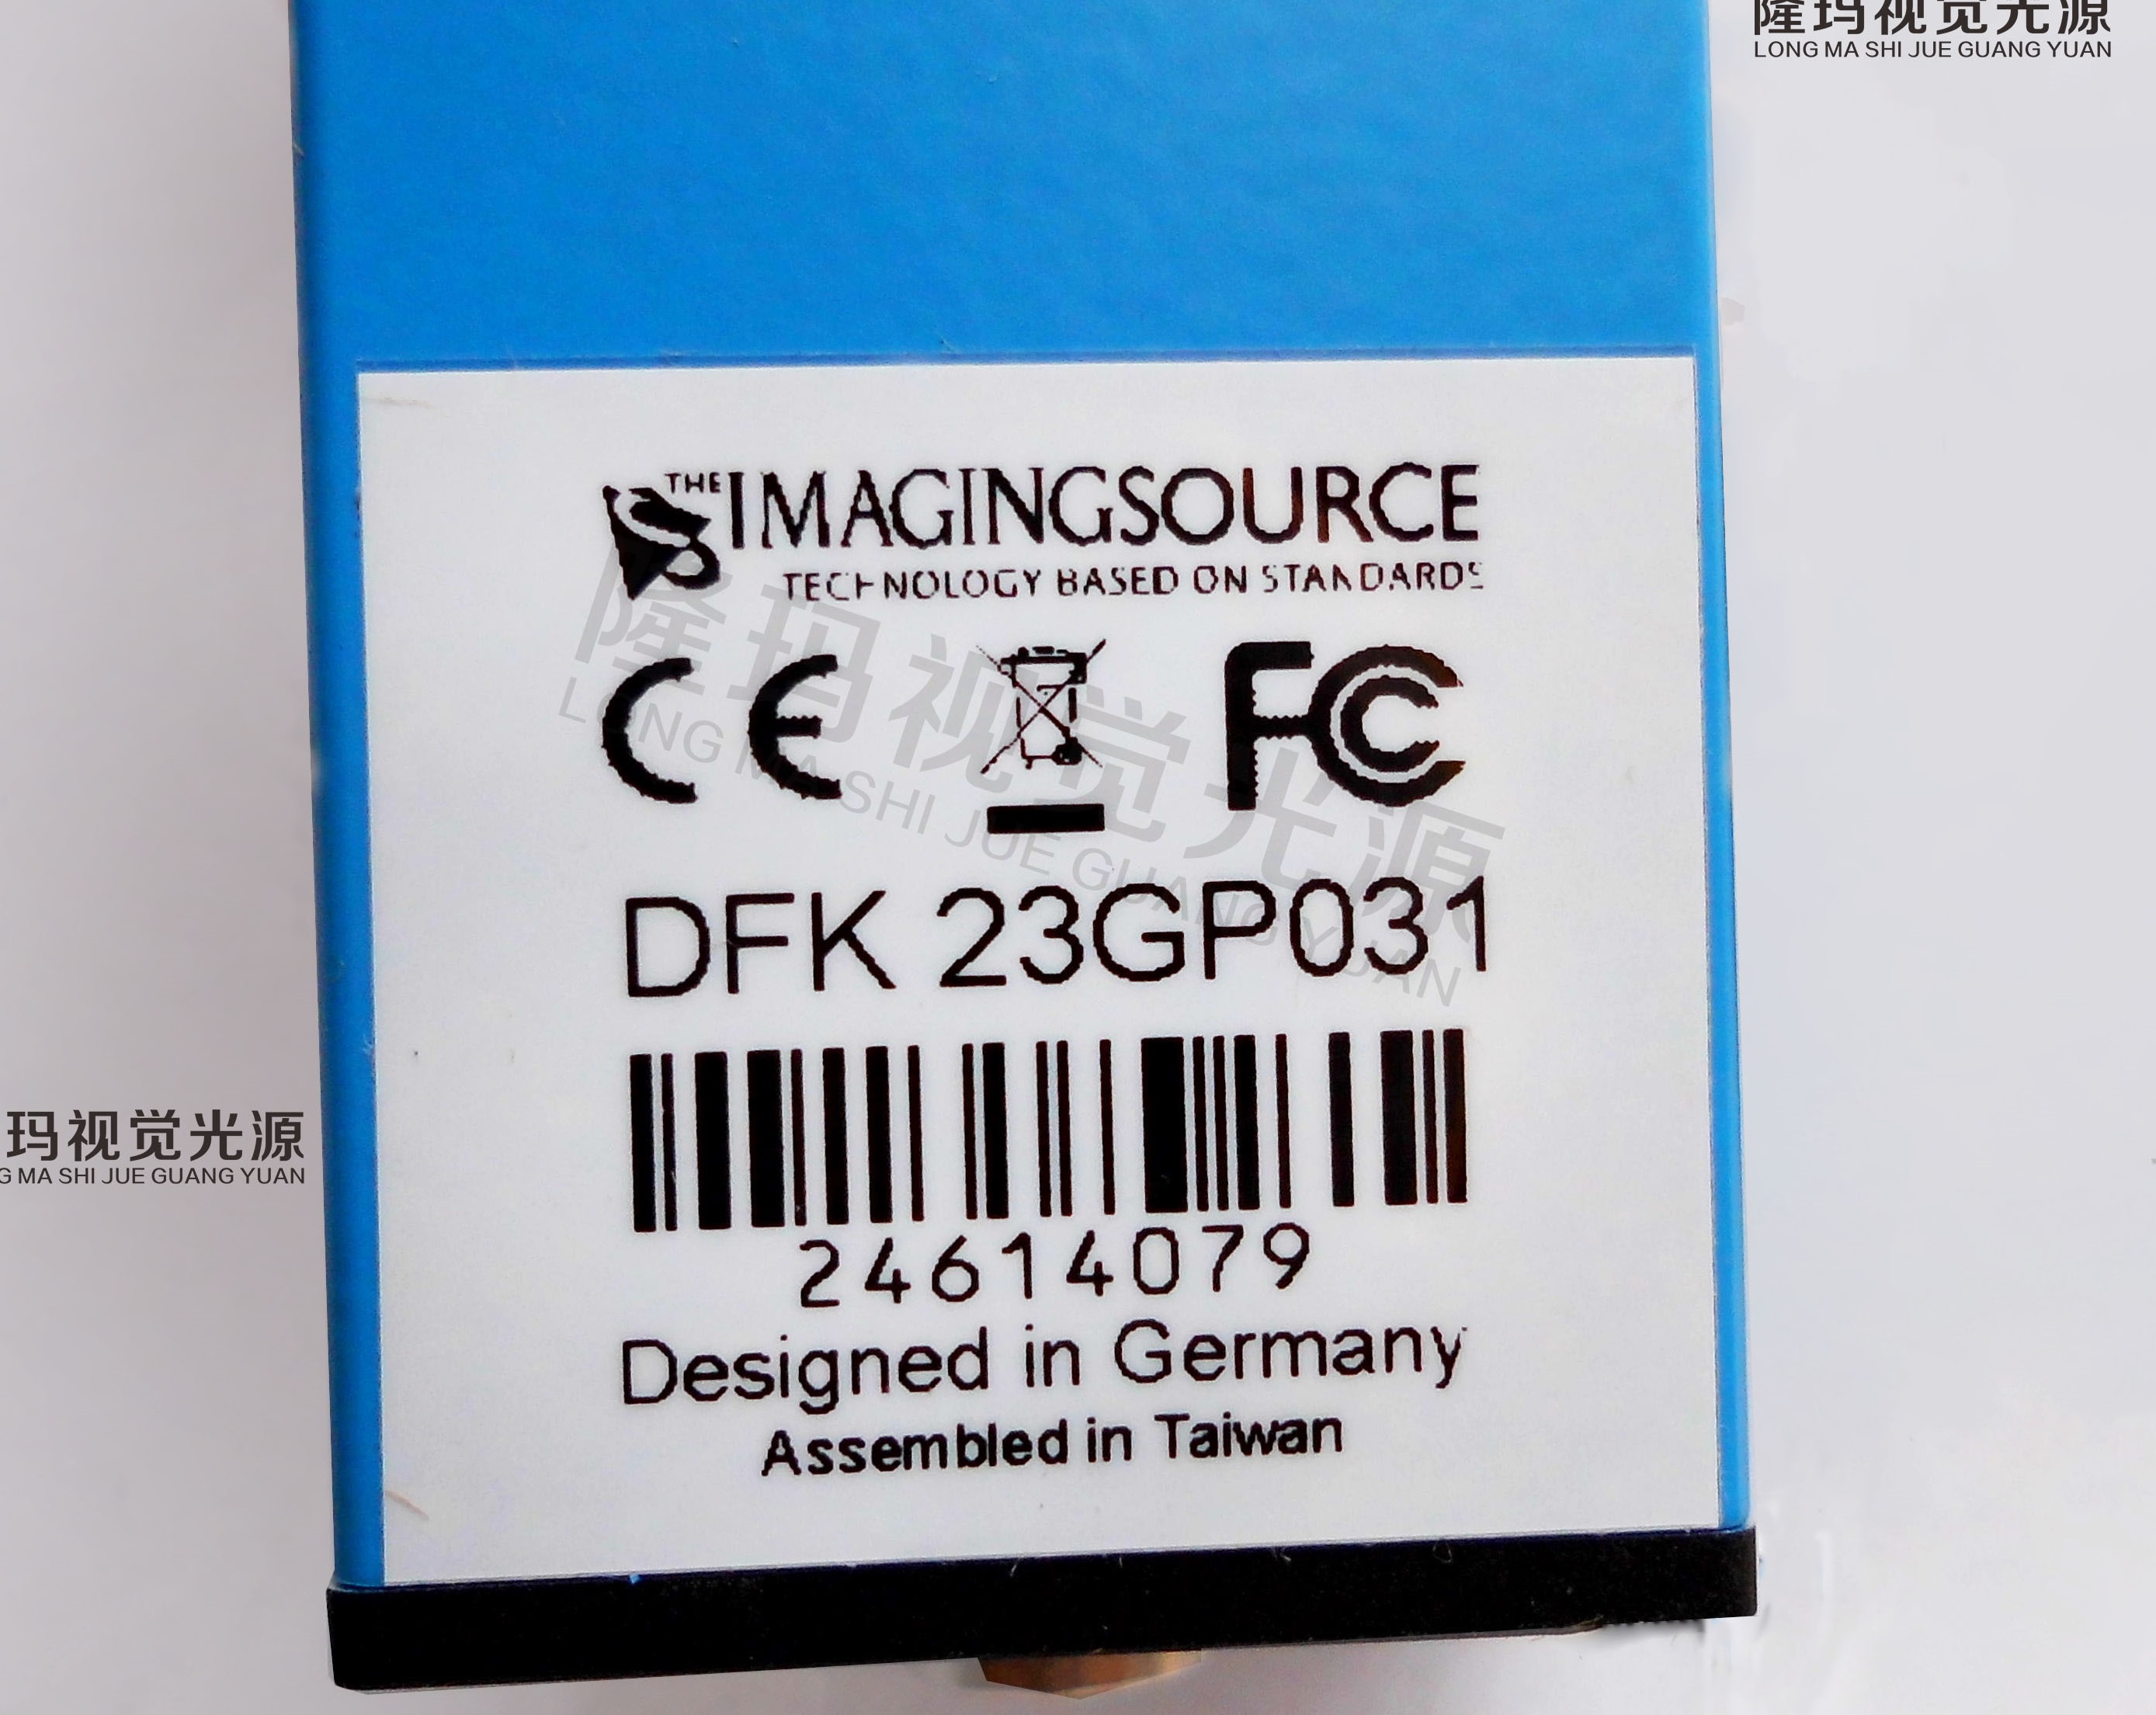 隆玛视觉光源
LONG MA SHI JUE GUANG YUAN
THE IMAGINGSOURCE
TECHNOLOGY BASED ON STANDARDS
隆玛视觉光源
LONG MA SHI JUE GUANG YUAN
CE FC
DFK 23GP031
玛视觉光源
G MA SHI JUE GUANG YUAN
24614079
Designed in Germany
Assembled in Taiwan